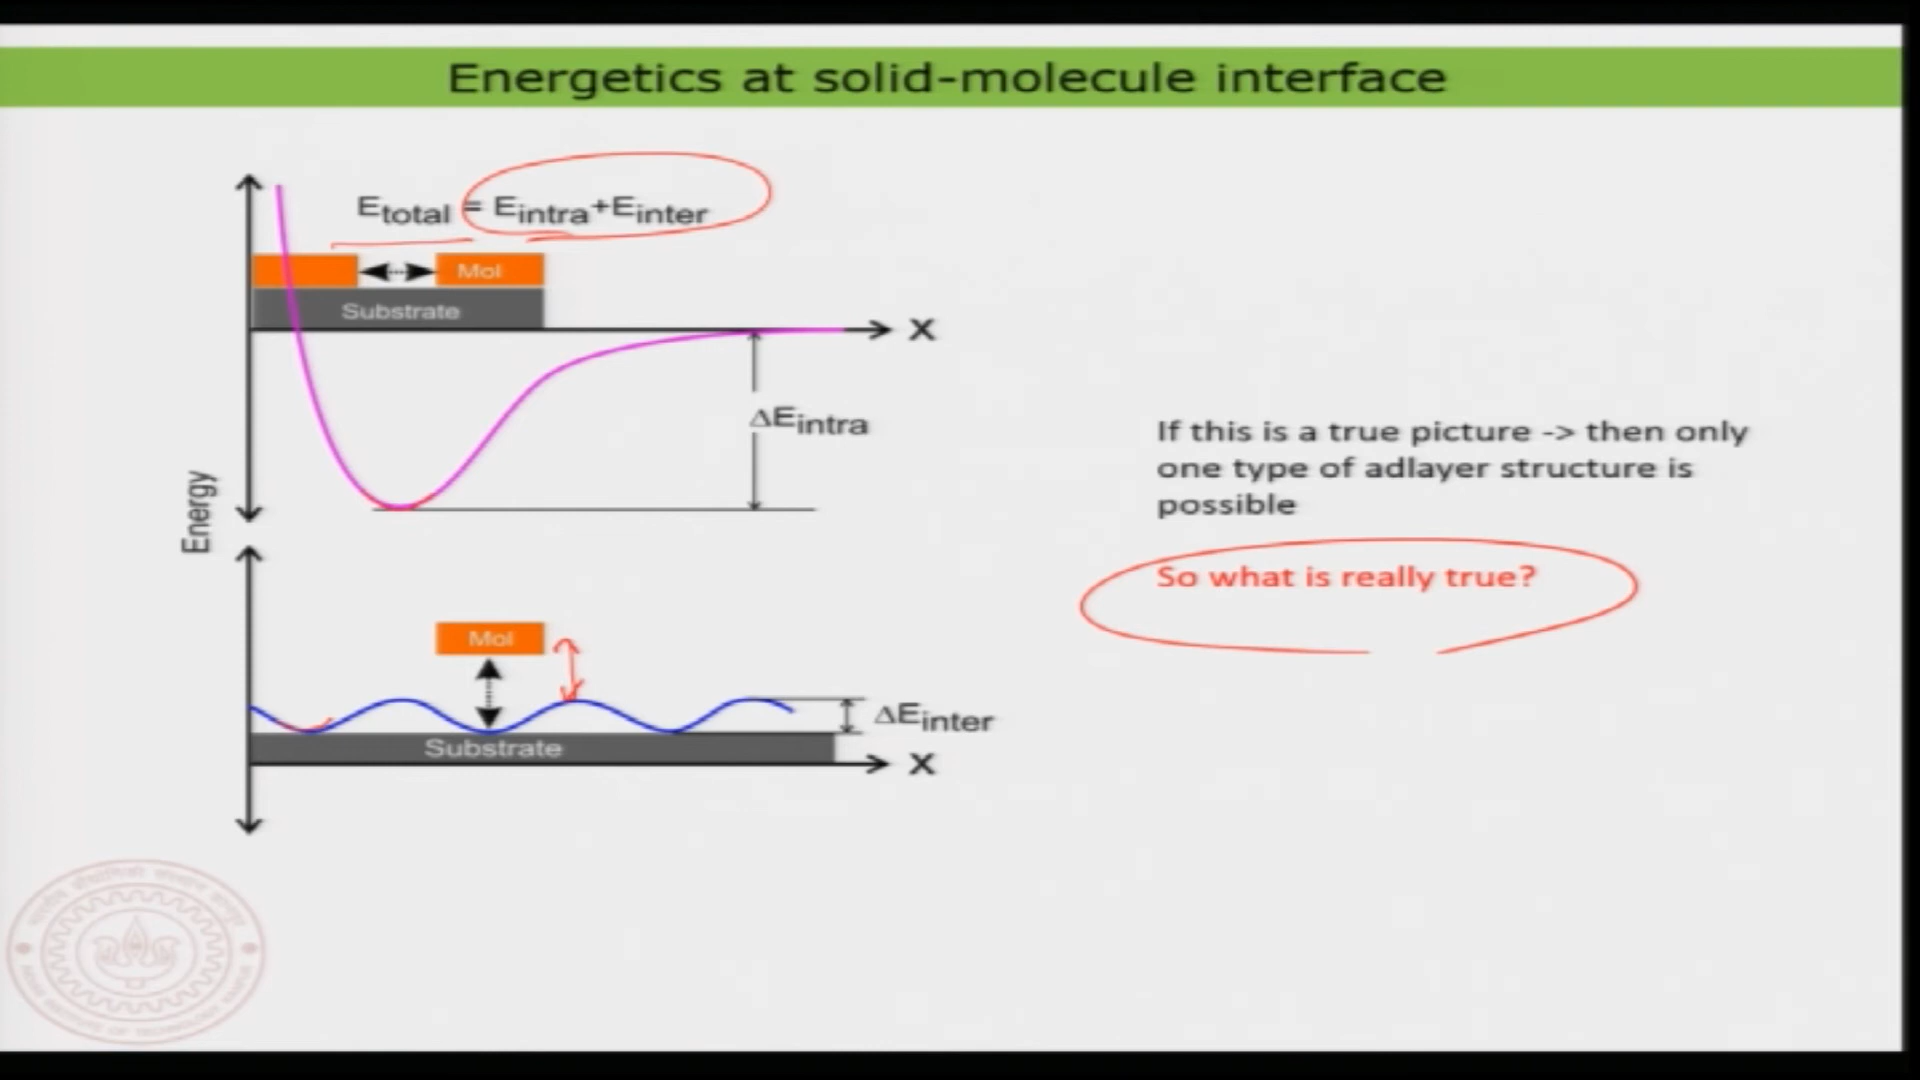 Energetics at solid-molecule interface
Etotal = Eintra+Einter
Mol
Substrate
X
ΔEintra
Energy
If this is a true picture -> then only
one type of adlayer structure is
possible
So what is really true?
Mol
ΔEinter
Substrate
X